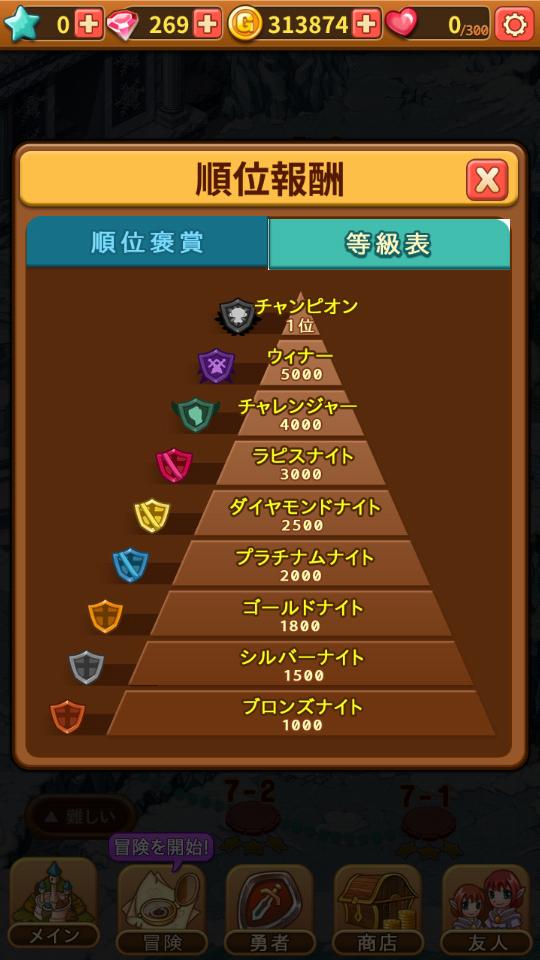 0
269
G
313874
0/300
順位報酬
順位褒賞
等級表
チャンピオン
1位
ウィナー
5000
チャレンジャー
4000
ラピスナイト
3000
ダイヤモンドナイト
2500
プラチナムナイト
2000
ゴールドナイト
1800
シルバーナイト
1500
ブロンズナイト
1000
7-2
7-1
▲ 難しい
冒険を開始!
メイン
冒険
勇者
商店
友人